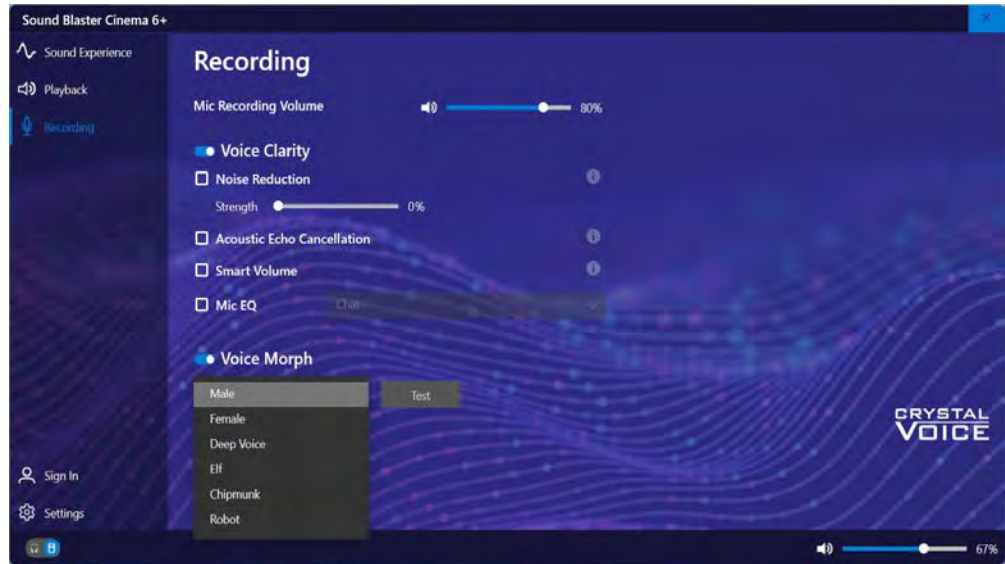 Sound Blaster Cinema 6+
Sound Experience
Playback
Recording
Sign In
Settings
Recording
Mic Recording Volume 80%
Voice Clarity
Noise Reduction
Strength 0%
Acoustic Echo Cancellation
Smart Volume
Mic EQ Chat
Voice Morph
Male Test
Female
Deep Voice
Elf
Chipmunk
Robot
CRYSTAL
VOICE
67%